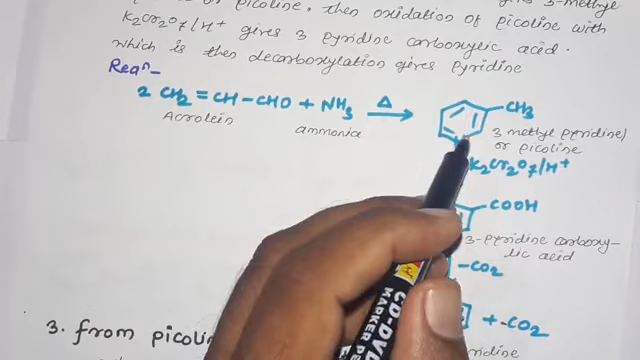 of picoline, then oxidation of picoline with
K2Cr2O7/H+ gives 3 pyridine carboxylic acid.
which is then decarboxylation gives pyridine
Reaⁿ-
2 CH2=CH-CHO + NH3 Δ→ CH3
Acrolein ammonia 3 methyl pyridine/
or picoline
K2Cr2O7/H+
COOH
3-pyridine carboxy-
lic acid
-CO2
+ -CO2
3. from picolin
CD-DVD
MARKER